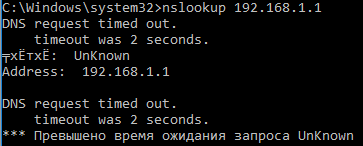 C:\Windows\system32>nslookup 192.168.1.1
DNS request timed out.
    timeout was 2 seconds.
╤хЁтхЁ:  UnKnown
Address:  192.168.1.1

DNS request timed out.
    timeout was 2 seconds.
*** Превышено время ожидания запроса UnKnown